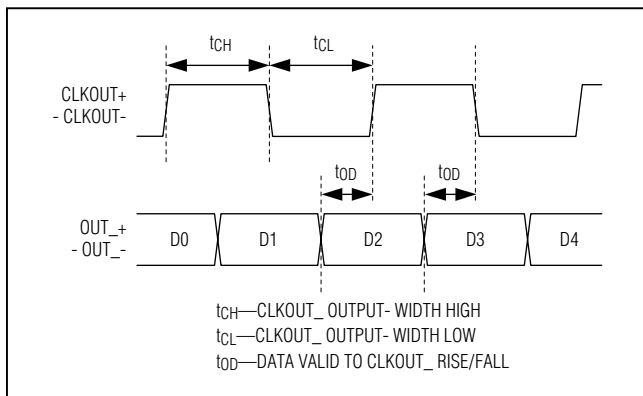 tCH
tCL
CLKOUT+
- CLKOUT-
tOD
tOD
OUT_+
- OUT_-
D0
D1
D2
D3
D4
tCH—CLKOUT_ OUTPUT- WIDTH HIGH
tCL—CLKOUT_ OUTPUT- WIDTH LOW
tOD—DATA VALID TO CLKOUT_ RISE/FALL